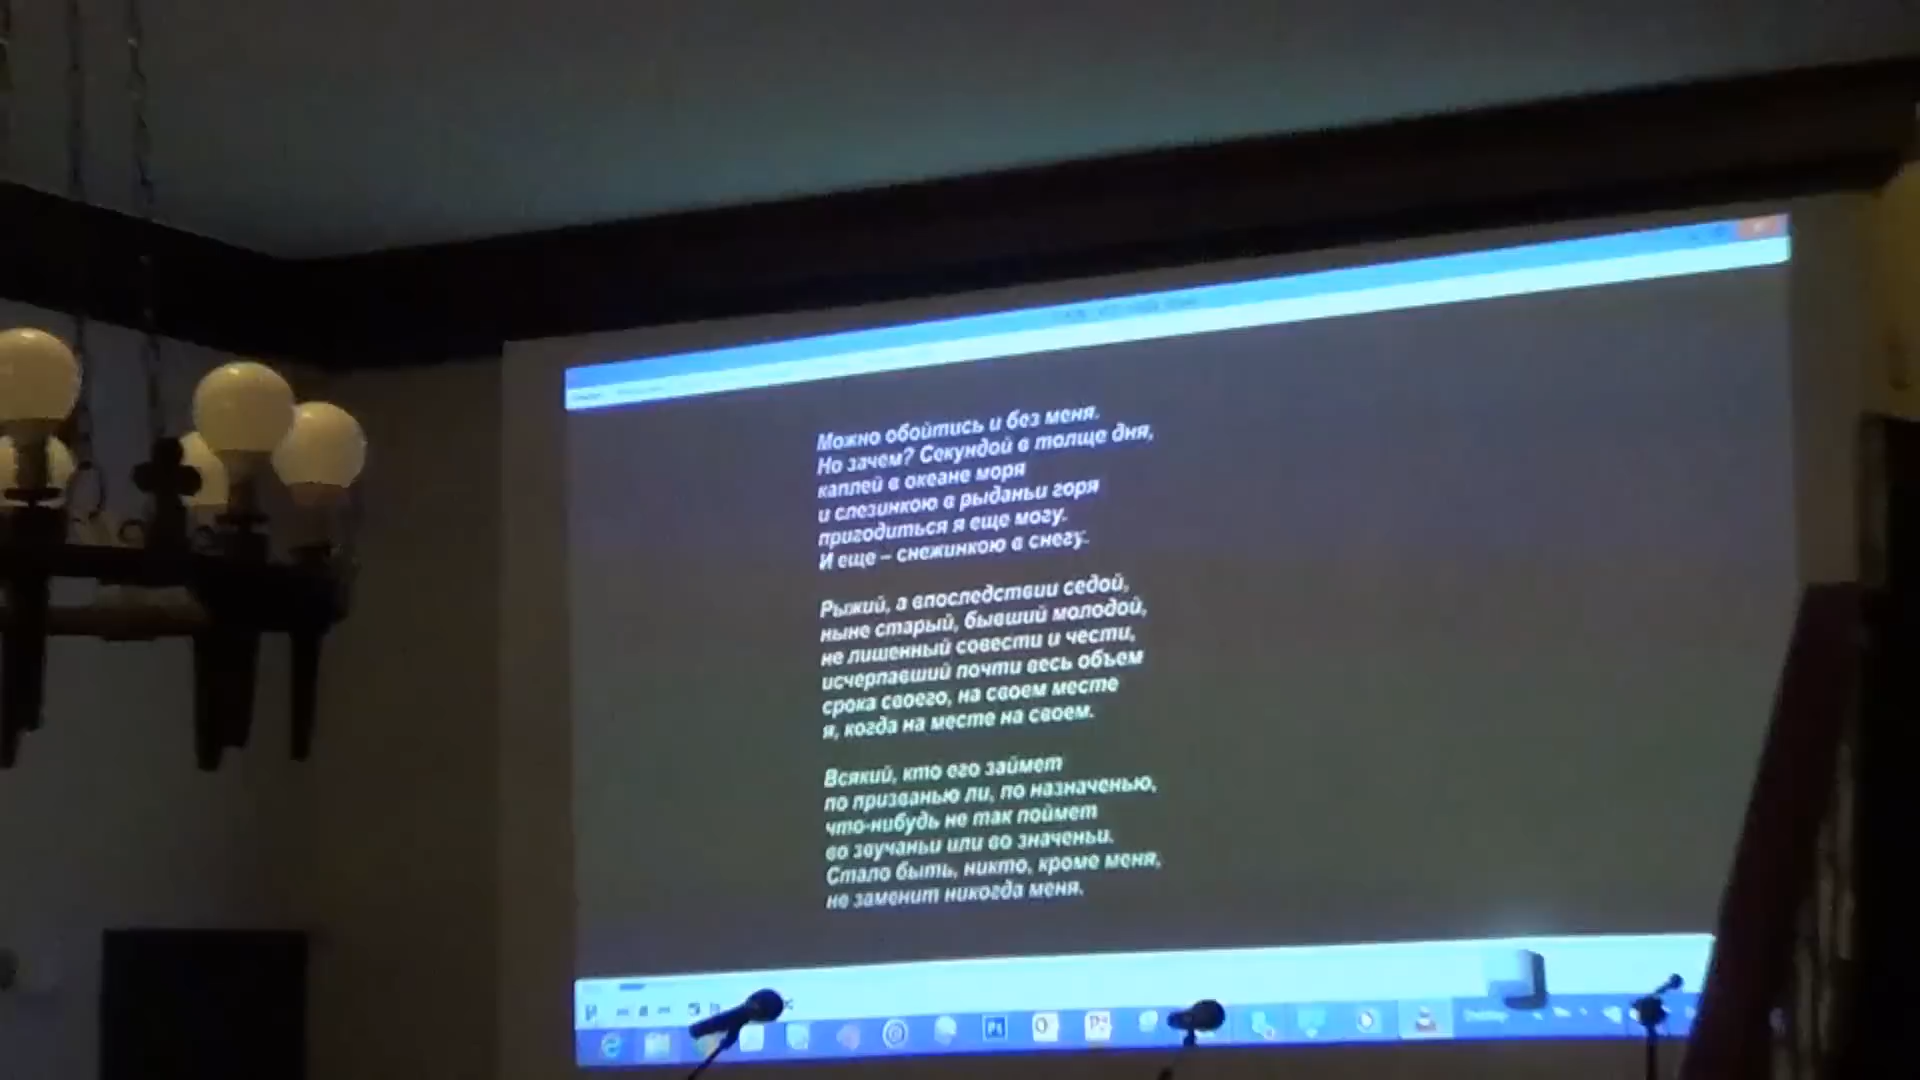 Можно обойтись и без меня.
Но зачем? Секундой в толще дня,
каплей в океане моря
и слезинкою в рыданьи горя
пригодиться я еще могу.
И еще – снежинкою в снегу.
Рыжий, а впоследствии седой,
ныне старый, бывший молодой,
не лишенный совести и чести,
исчерпавший почти весь объем
срока своего, на своем месте
я, когда на месте на своем.
Всякий, кто его займет
по призванью ли, по назначенью,
что-нибудь не так поймет
во звучаньи или во значеньи.
Стало быть, никто, кроме меня,
не заменит никогда меня.